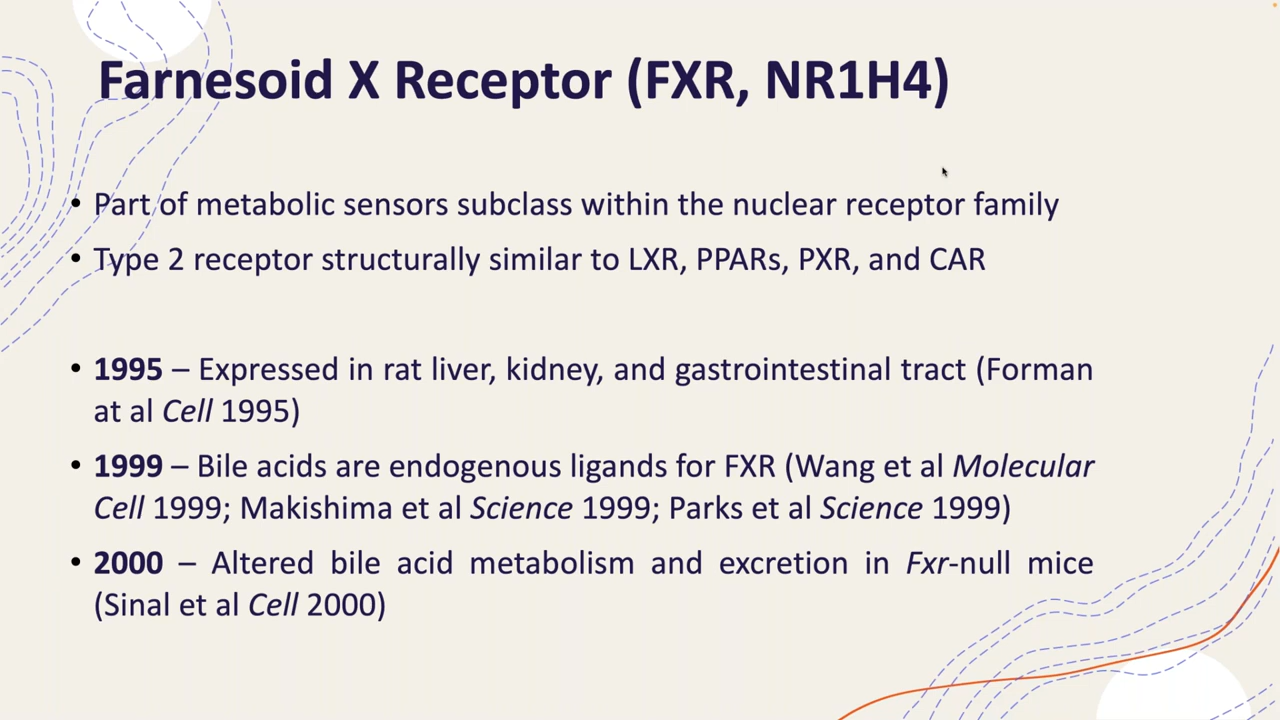 Farnesoid X Receptor (FXR, NR1H4)
• Part of metabolic sensors subclass within the nuclear receptor family
• Type 2 receptor structurally similar to LXR, PPARs, PXR, and CAR
• 1995 – Expressed in rat liver, kidney, and gastrointestinal tract (Forman
at al Cell 1995)
• 1999 – Bile acids are endogenous ligands for FXR (Wang et al Molecular
Cell 1999; Makishima et al Science 1999; Parks et al Science 1999)
• 2000 – Altered bile acid metabolism and excretion in Fxr-null mice
(Sinal et al Cell 2000)